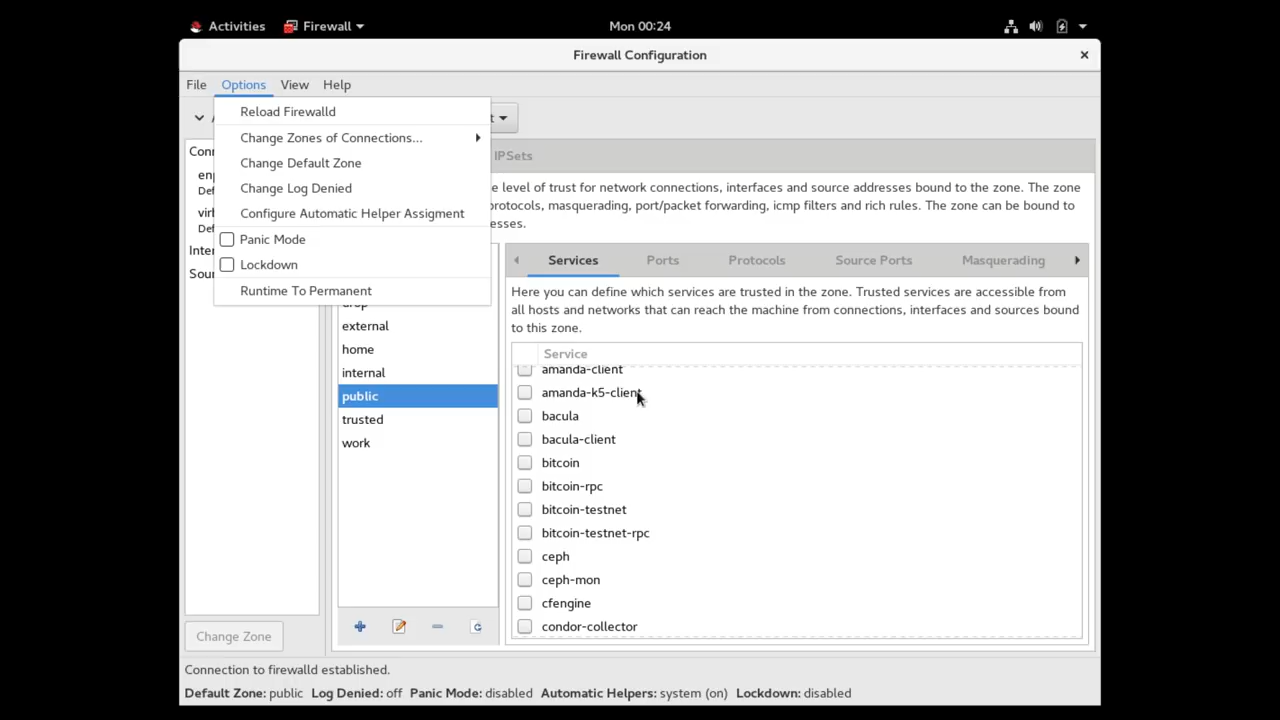 Activities
Firewall
Mon 00:24
Firewall Configuration
File Options View Help
Reload Firewalld
Change Zones of Connections...
Change Default Zone
Change Log Denied
Configure Automatic Helper Assigment
Panic Mode
Lockdown
Runtime To Permanent
IPSets
level of trust for network connections, interfaces and source addresses bound to the zone. The zone
protocols, masquerading, port/packet forwarding, icmp filters and rich rules. The zone can be bound to
external
home
internal
public
trusted
work
Services Ports Protocols Source Ports Masquerading
Here you can define which services are trusted in the zone. Trusted services are accessible from
all hosts and networks that can reach the machine from connections, interfaces and sources bound
to this zone.
Service
amanda-client
amanda-k5-client
bacula
bacula-client
bitcoin
bitcoin-rpc
bitcoin-testnet
bitcoin-testnet-rpc
ceph
ceph-mon
cfengine
condor-collector
Change Zone
Connection to firewalld established.
Default Zone: public Log Denied: off Panic Mode: disabled Automatic Helpers: system (on) Lockdown: disabled